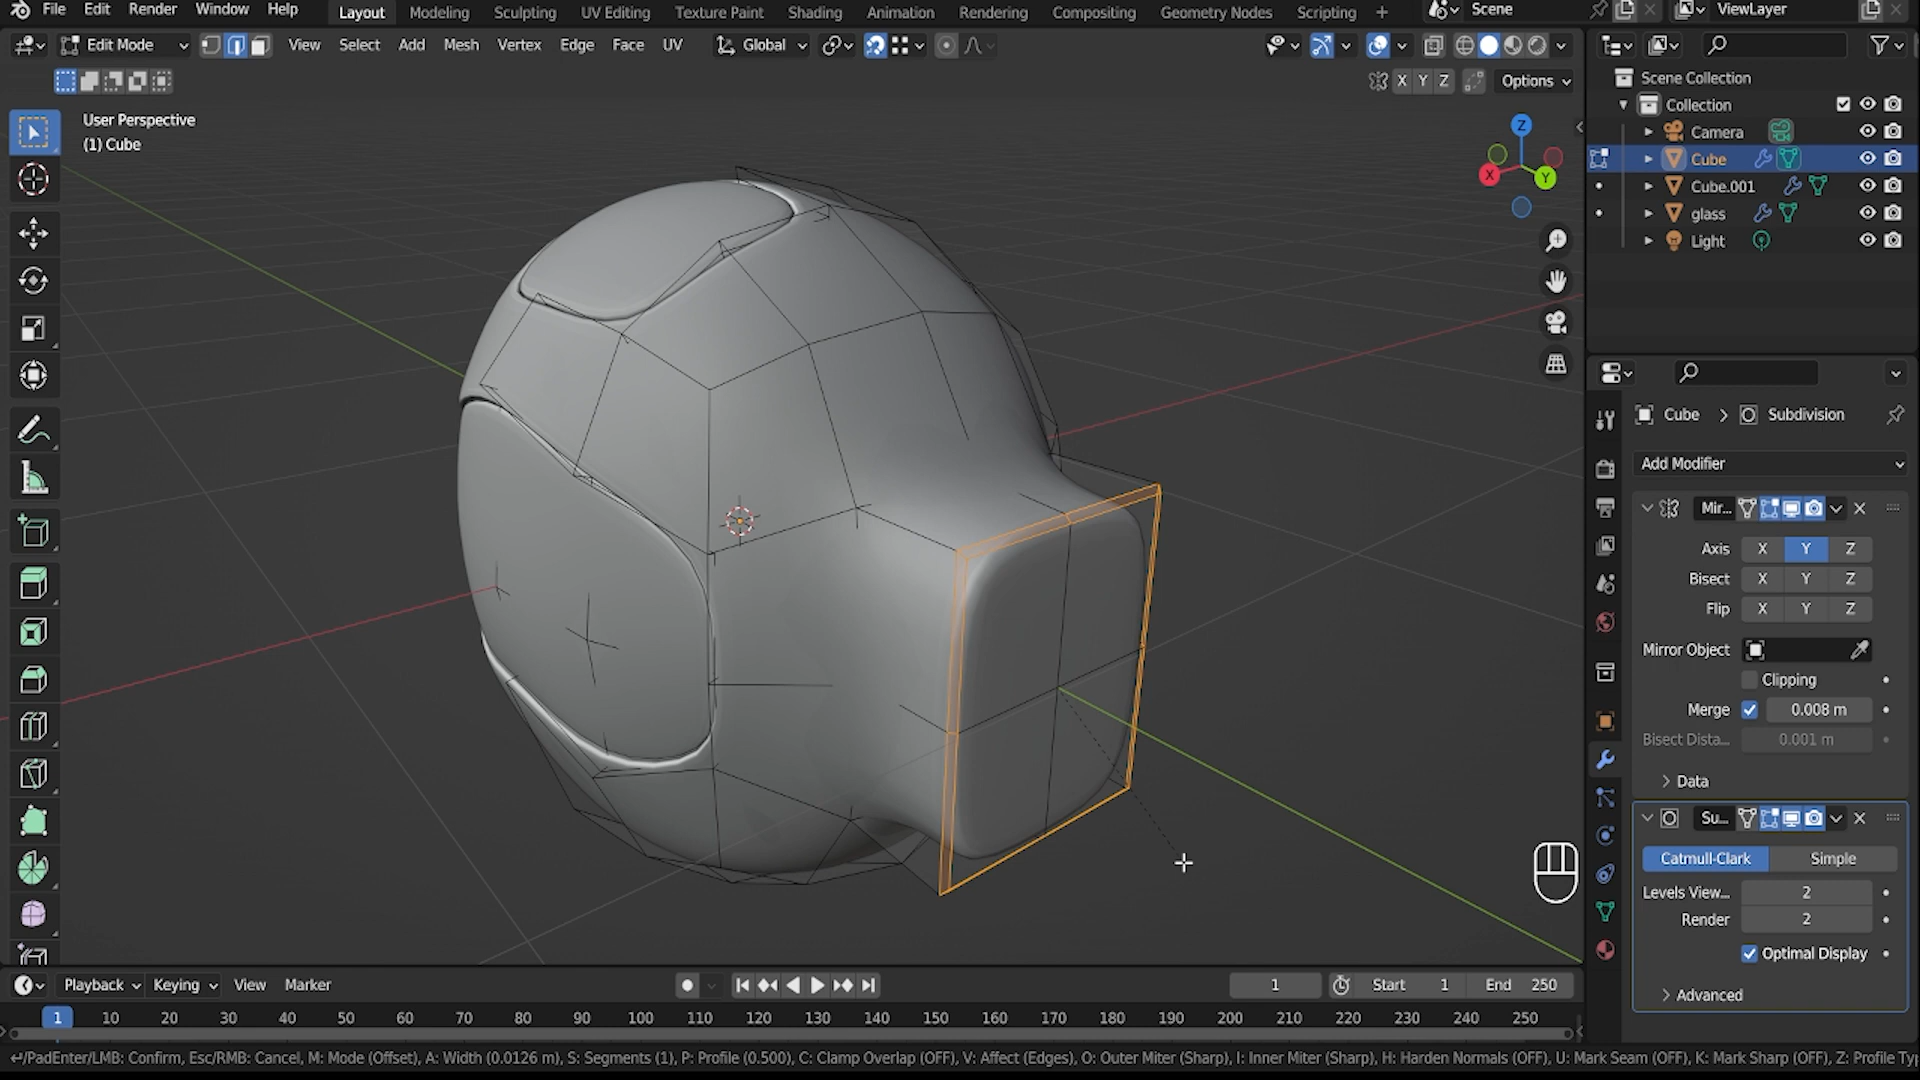 File Edit Render Window Help Layout Modeling Sculpting UV Editing Texture Paint Shading Animation Rendering Compositing Geometry Nodes Scripting + Scene ViewLayer
Edit Mode View Select Add Mesh Vertex Edge Face UV Global
X Y Z Options
User Perspective
(1) Cube
Z
X
Y
Scene Collection
Collection
Camera
Cube
Cube.001
glass
Light
Cube > Subdivision
Add Modifier
Mir...
Axis X Y Z
Bisect X Y Z
Flip X Y Z
Mirror Object
Clipping
Merge 0.008 m
Bisect Dista... 0.001 m
Data
Su...
Catmull-Clark Simple
Levels View... 2
Render 2
Optimal Display
Advanced
Playback Keying View Marker 1 Start 1 End 250
1 10 20 30 40 50 60 70 80 90 100 110 120 130 140 150 160 170 180 190 200 210 220 230 240 250
↵/PadEnter/LMB: Confirm, Esc/RMB: Cancel, M: Mode (Offset), A: Width (0.0126 m), S: Segments (1), P: Profile (0.500), C: Clamp Overlap (OFF), V: Affect (Edges), O: Outer Miter (Sharp), I: Inner Miter (Sharp), H: Harden Normals (OFF), U: Mark Seam (OFF), K: Mark Sharp (OFF), Z: Profile Ty